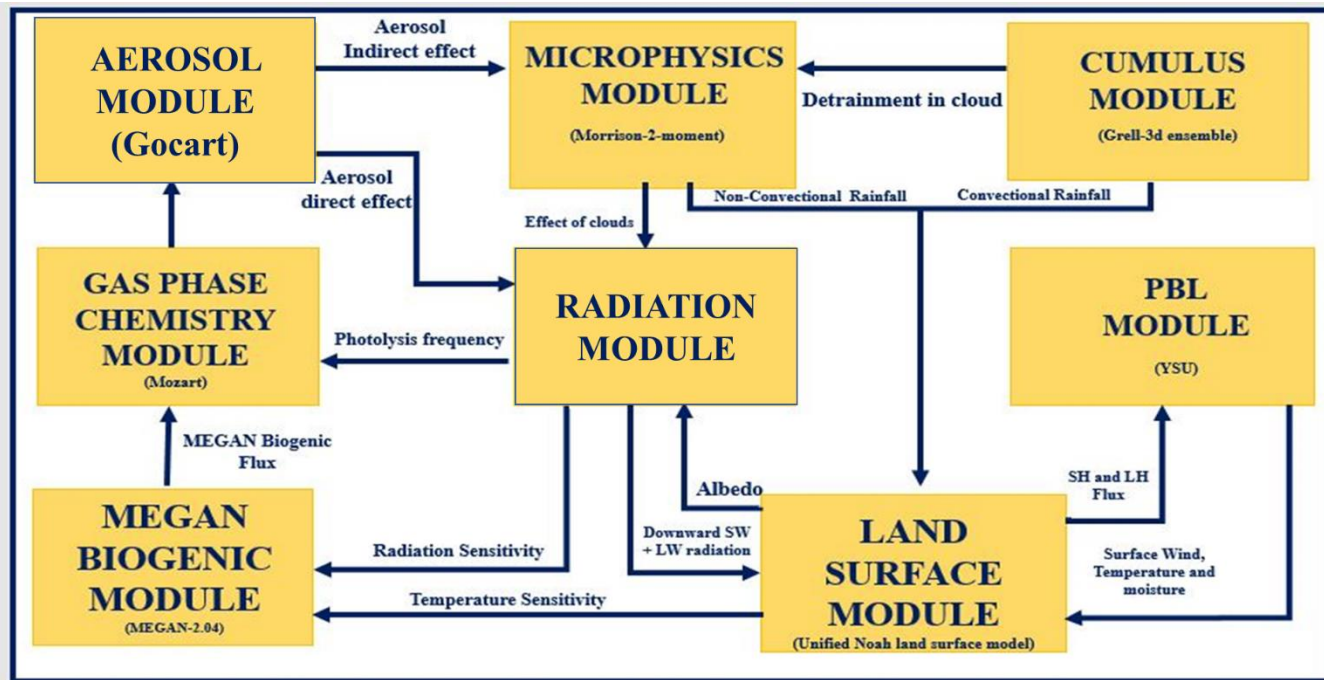 AEROSOL
MODULE
(Gocart)
Aerosol
Indirect effect
MICROPHYSICS
MODULE
(Morrison-2-moment)
Detrainment in cloud
CUMULUS
MODULE
(Grell-3d ensemble)
Aerosol
direct effect
Non-Convectional Rainfall
Convectional Rainfall
Effect of clouds
GAS PHASE
CHEMISTRY
MODULE
(Mozart)
Photolysis frequency
RADIATION
MODULE
PBL
MODULE
(YSU)
MEGAN Biogenic
Flux
Albedo
SH and LH
Flux
MEGAN
BIOGENIC
MODULE
(MEGAN-2.04)
Radiation Sensitivity
Temperature Sensitivity
Downward SW
+ LW radiation
LAND
SURFACE
MODULE
(Unified Noah land surface model)
Surface Wind,
Temperature and
moisture